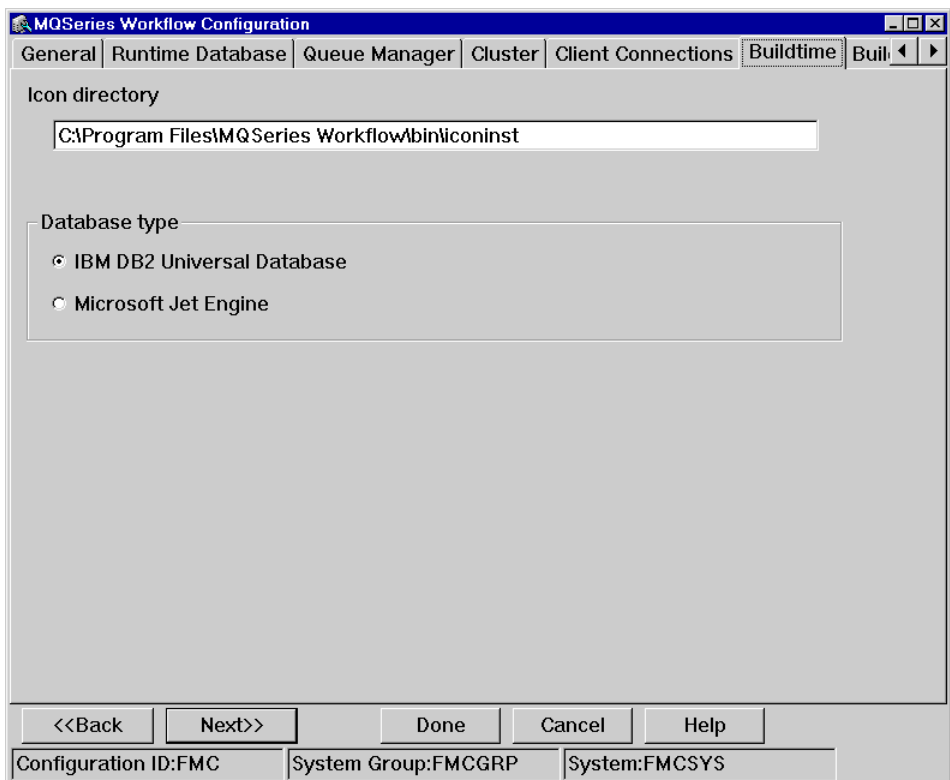 MQSeries Workflow Configuration
General Runtime Database Queue Manager Cluster Client Connections Buildtime Buil
Icon directory
C:\Program Files\MQSeries Workflow\bin\iconinst
Database type
IBM DB2 Universal Database
Microsoft Jet Engine
<<Back Next>> Done Cancel Help
Configuration ID:FMC System Group:FMCGRP System:FMCSYS